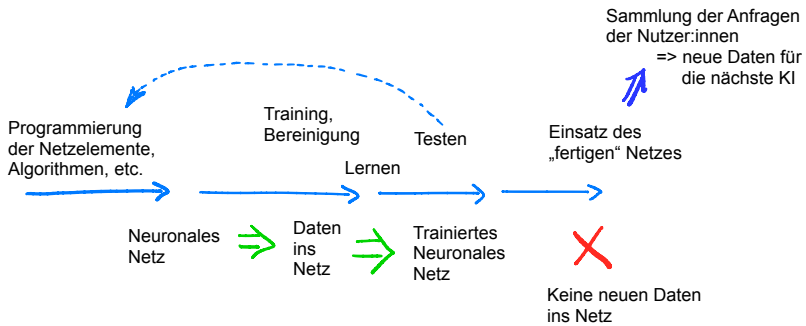 Sammlung der Anfragen
der Nutzer:innen
=> neue Daten für
die nächste KI
Programmierung
der Netzelemente,
Algorithmen, etc.
Training,
Bereinigung
Lernen
Testen
Einsatz des
„fertigen“ Netzes
Neuronales
Netz
Daten
ins
Netz
Trainiertes
Neuronales
Netz
Keine neuen Daten
ins Netz